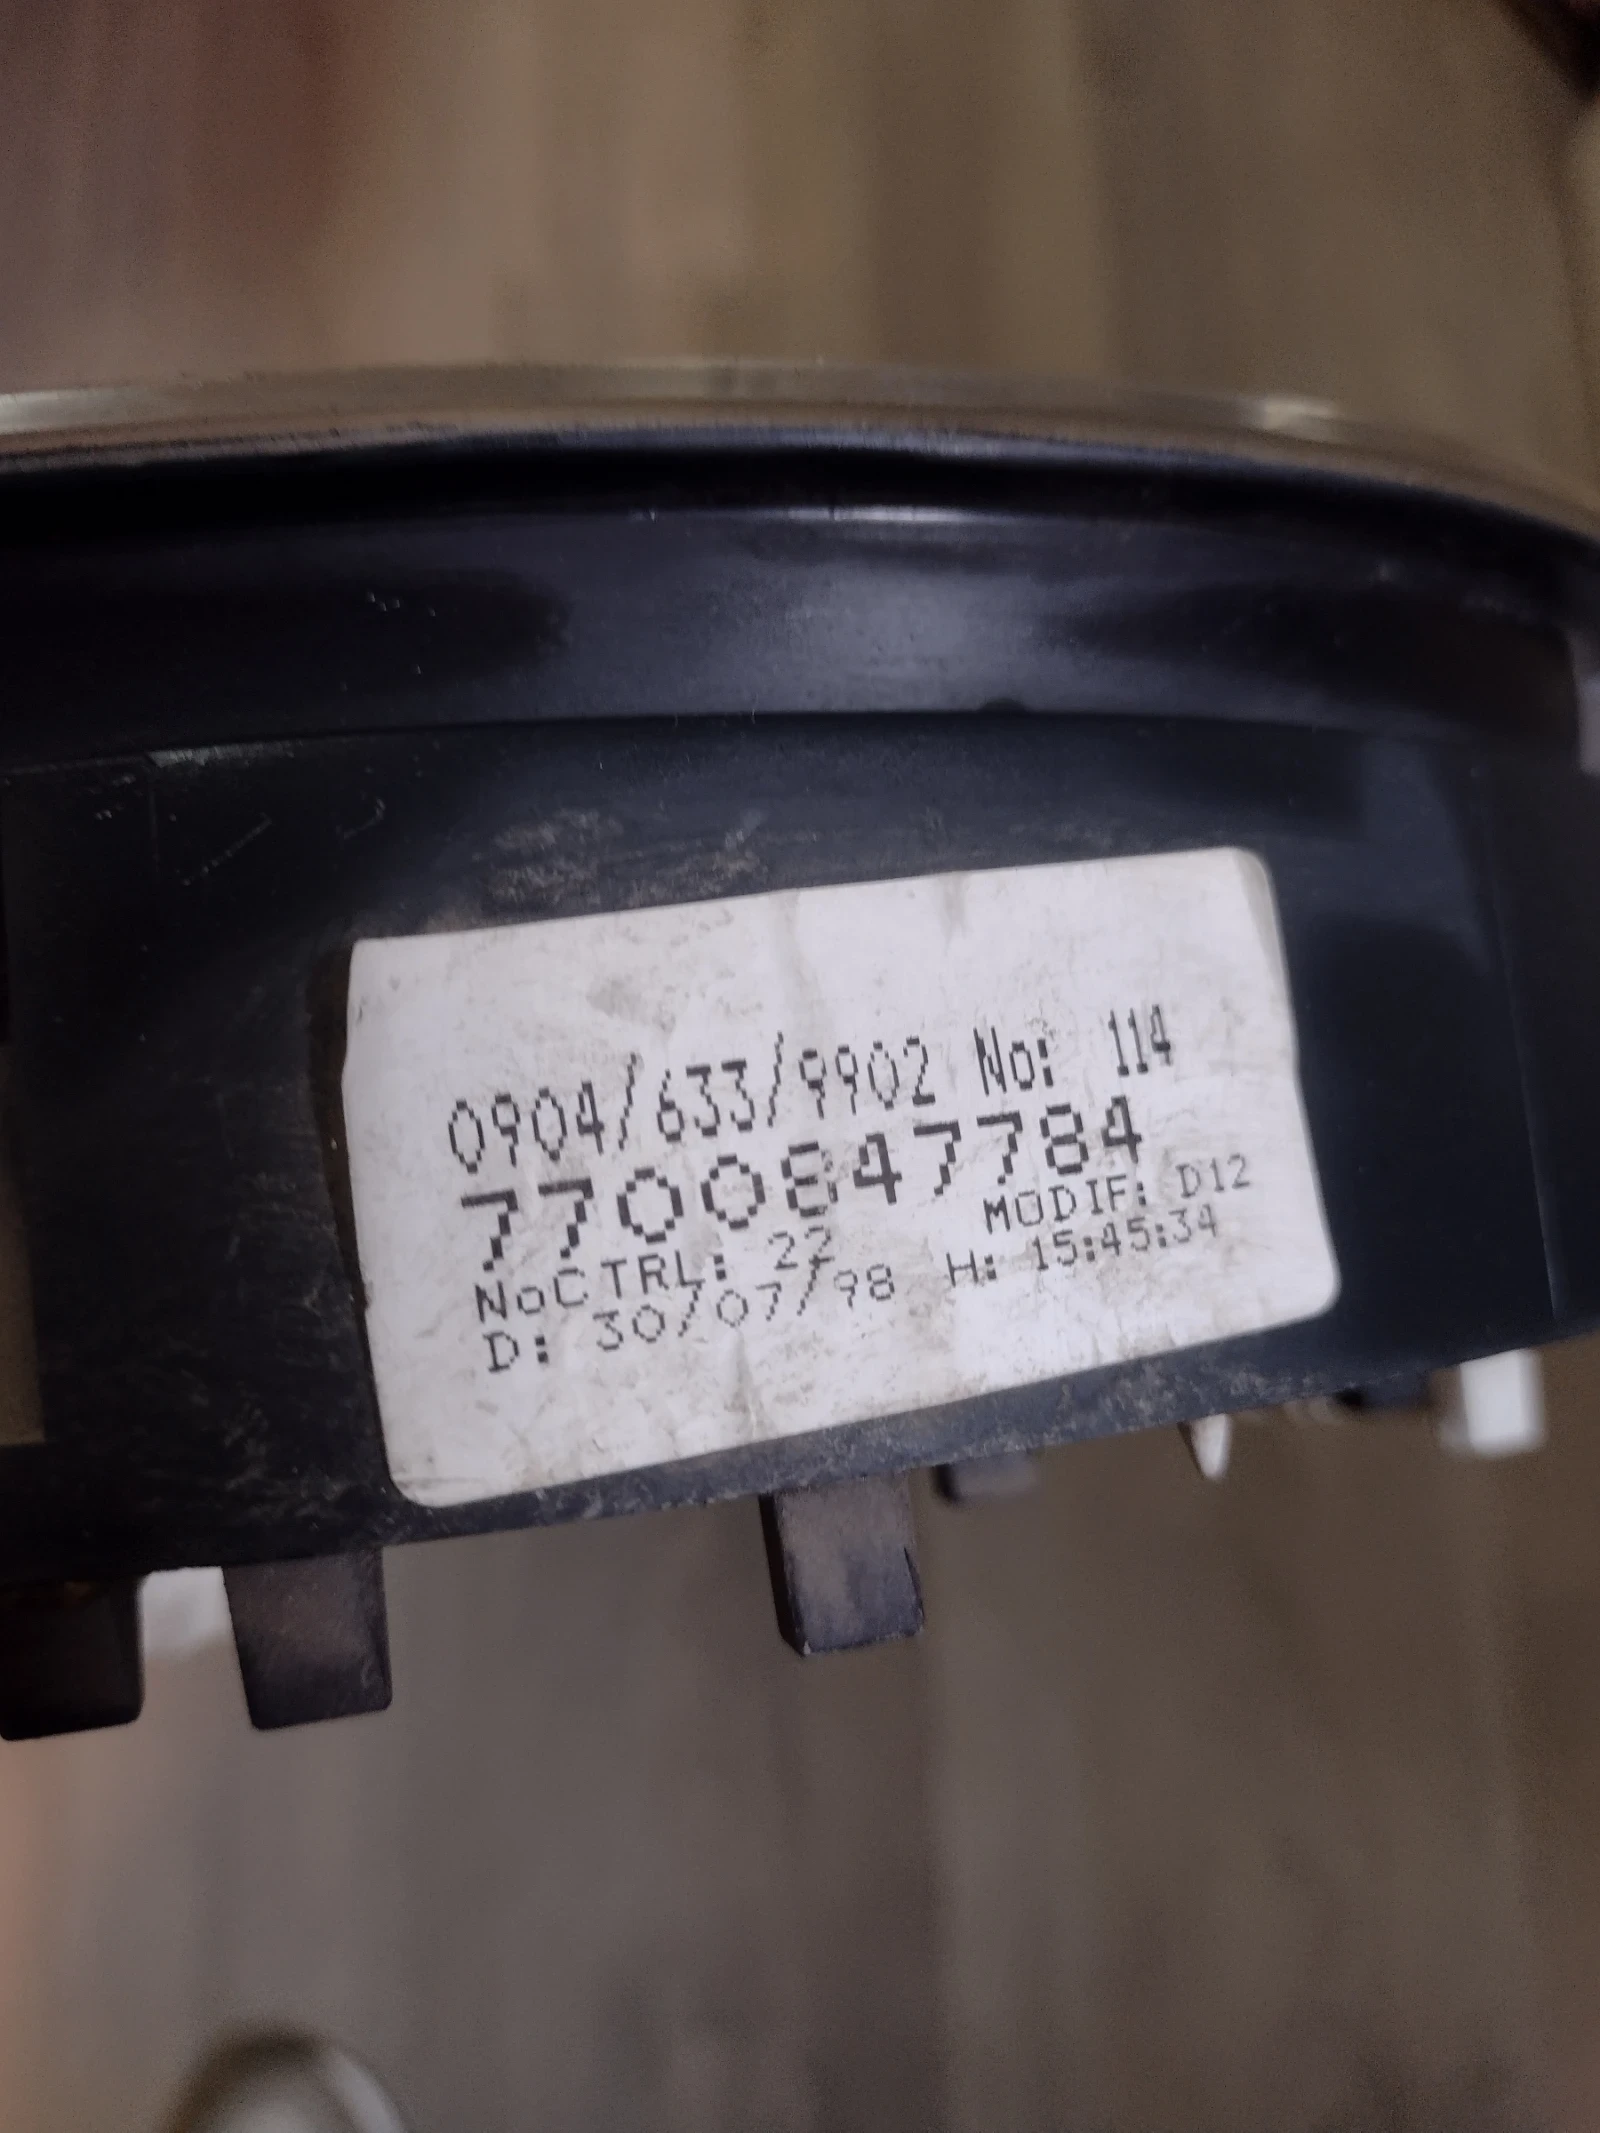 0904/633/9902 No: 114
7700847784
NoCTRL: 22 MODIF: D12
D: 30/07/98 H: 15:45:34